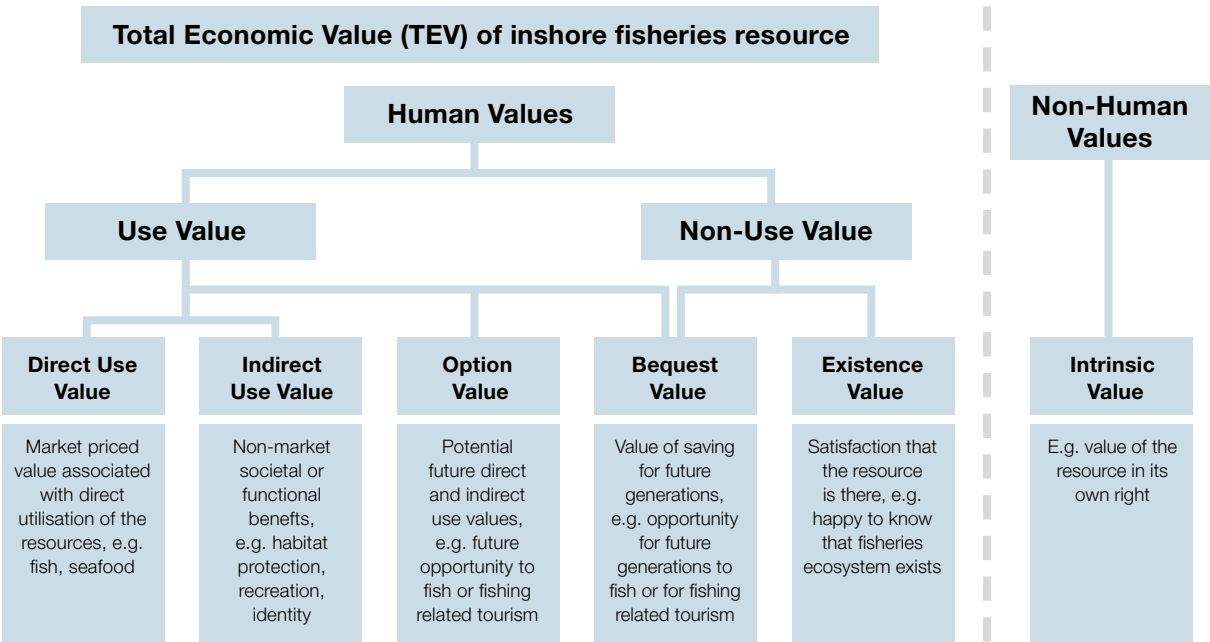 Total Economic Value (TEV) of inshore fisheries resource
Human Values
Non-Human
Values
Use Value
Non-Use Value
Direct Use
Value
Market priced
value associated
with direct
utilisation of the
resources, e.g.
fish, seafood
Indirect
Use Value
Non-market
societal or
functional
benefts,
e.g. habitat
protection,
recreation,
identity
Option
Value
Potential
future direct
and indirect
use values,
e.g. future
opportunity to
fish or fishing
related tourism
Bequest
Value
Value of saving
for future
generations,
e.g. opportunity
for future
generations to
fish or for fishing
related tourism
Existence
Value
Satisfaction that
the resource
is there, e.g.
happy to know
that fisheries
ecosystem exists
Intrinsic
Value
E.g. value of the
resource in its
own right